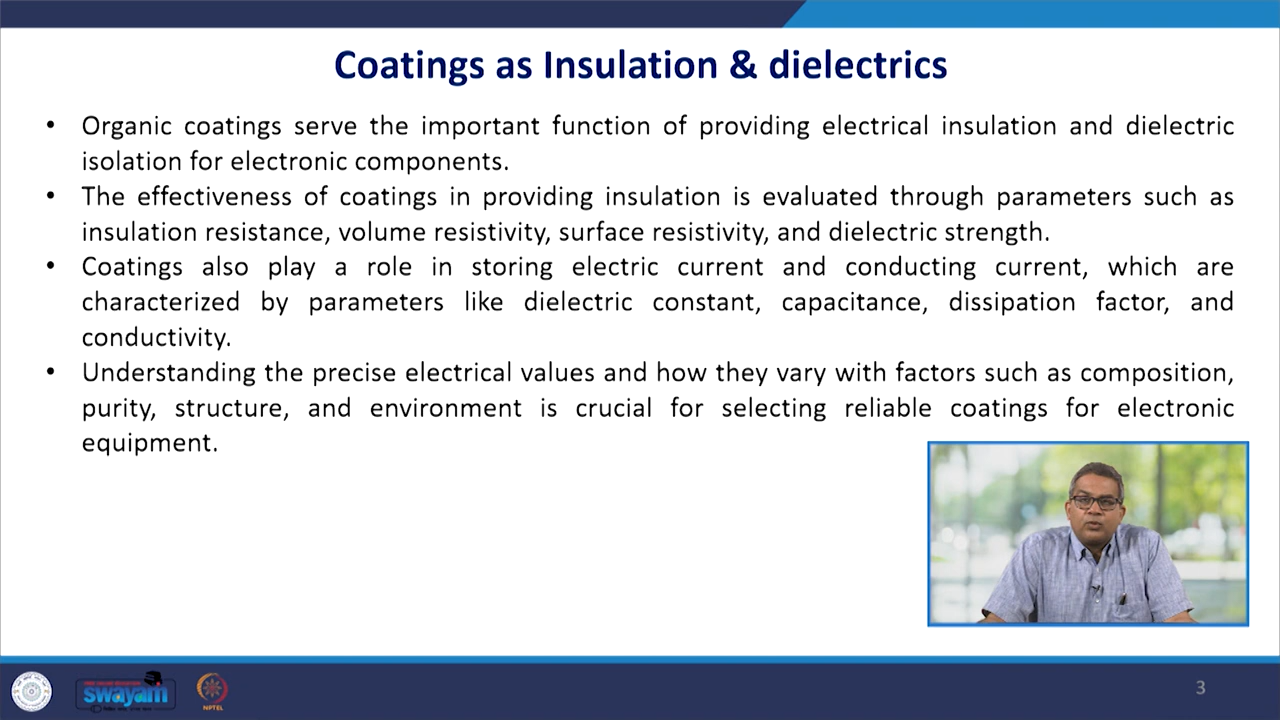 Coatings as Insulation & dielectrics
• Organic coatings serve the important function of providing electrical insulation and dielectric
isolation for electronic components.
• The effectiveness of coatings in providing insulation is evaluated through parameters such as
insulation resistance, volume resistivity, surface resistivity, and dielectric strength.
• Coatings also play a role in storing electric current and conducting current, which are
characterized by parameters like dielectric constant, capacitance, dissipation factor, and
conductivity.
• Understanding the precise electrical values and how they vary with factors such as composition,
purity, structure, and environment is crucial for selecting reliable coatings for electronic
equipment.
swayam
NPTEL
3